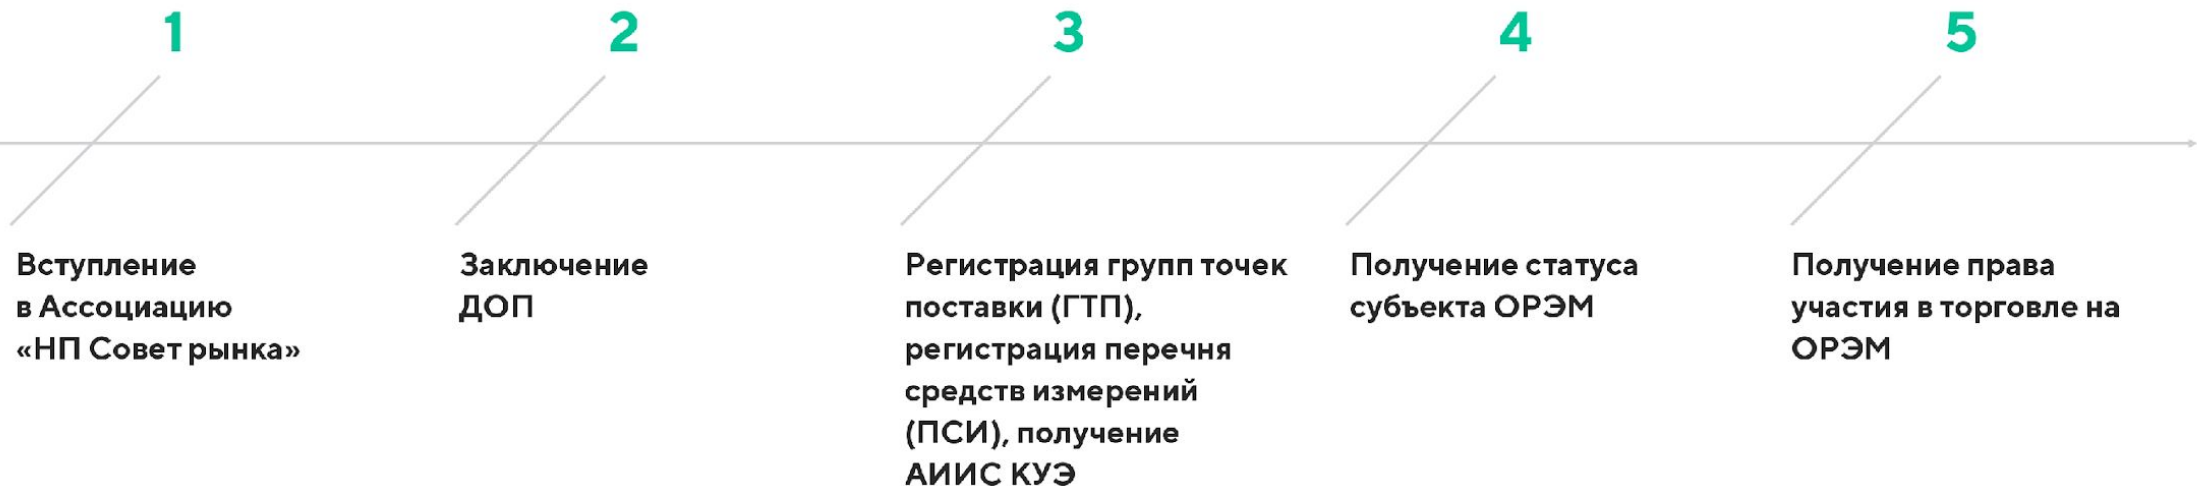 1
2
3
4
5
Вступление
в Ассоциацию
«НП Совет рынка»
Заключение
ДОП
Регистрация групп точек
поставки (ГТП),
регистрация перечня
средств измерений
(ПСИ), получение
АИИС КУЭ
Получение статуса
субъекта ОРЭМ
Получение права
участия в торговле на
ОРЭМ